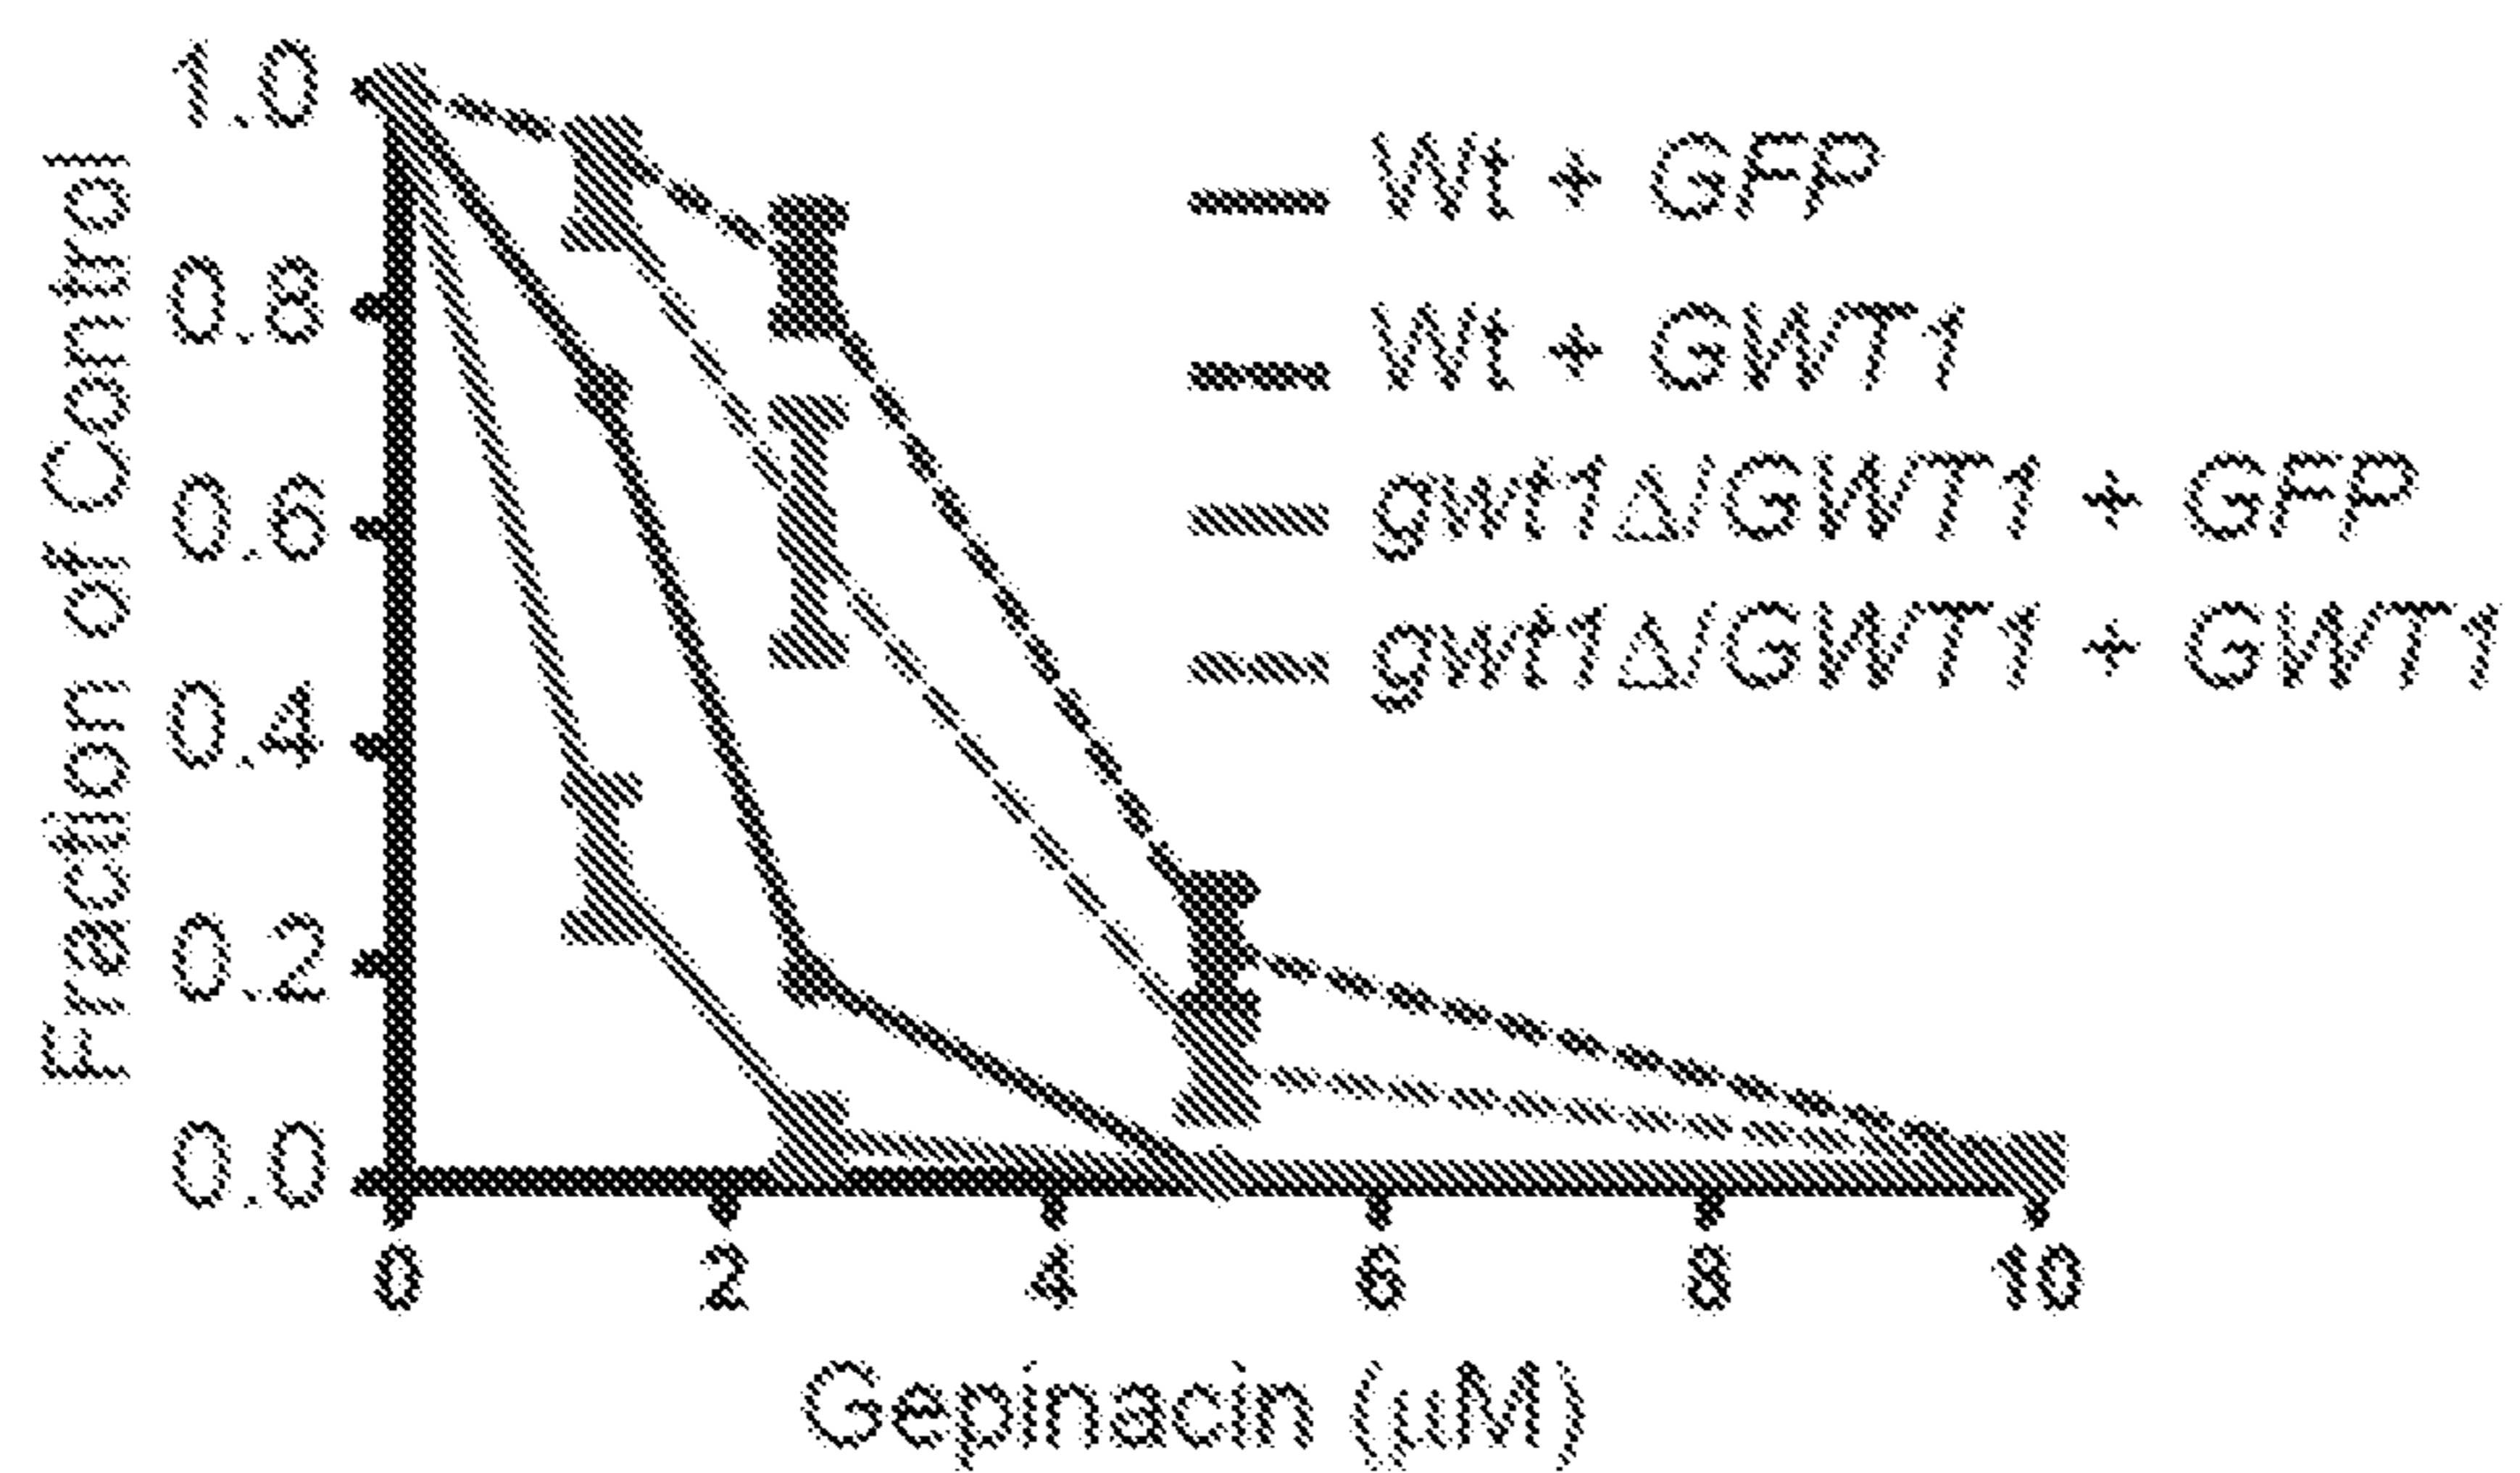 Fraction of Control
1.0
0.8
0.6
0.4
0.2
0.0
Wt + GFP
Wt + GWT1
gwt1Δ/GWT1 + GFP
gwt1Δ/GWT1 + GWT1
0 2 4 6 8 10
Gepinacin (µM)